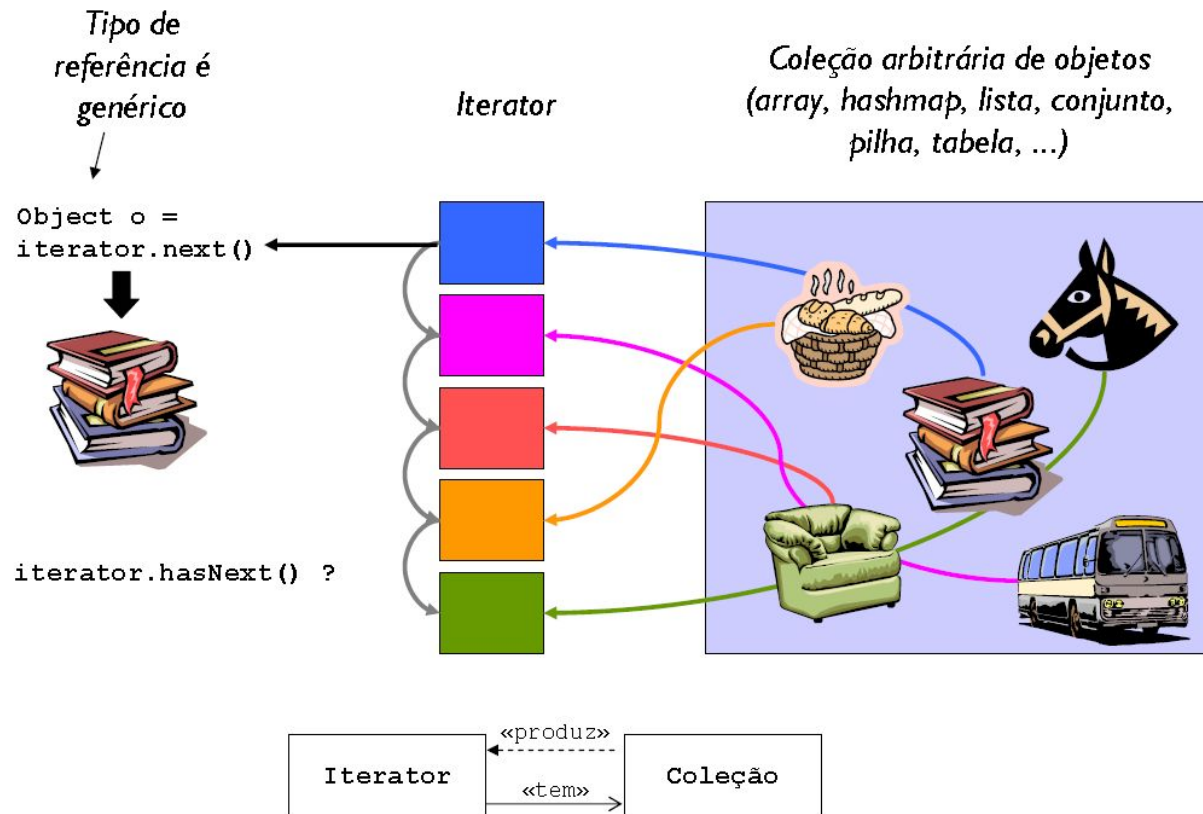 Tipo de
referência é
genérico
Iterator
Coleção arbitrária de objetos
(array, hashmap, lista, conjunto,
pilha, tabela, ...)
Object o =
iterator.next()
iterator.hasNext() ?
«produz»
Iterator
Coleção
«tem»